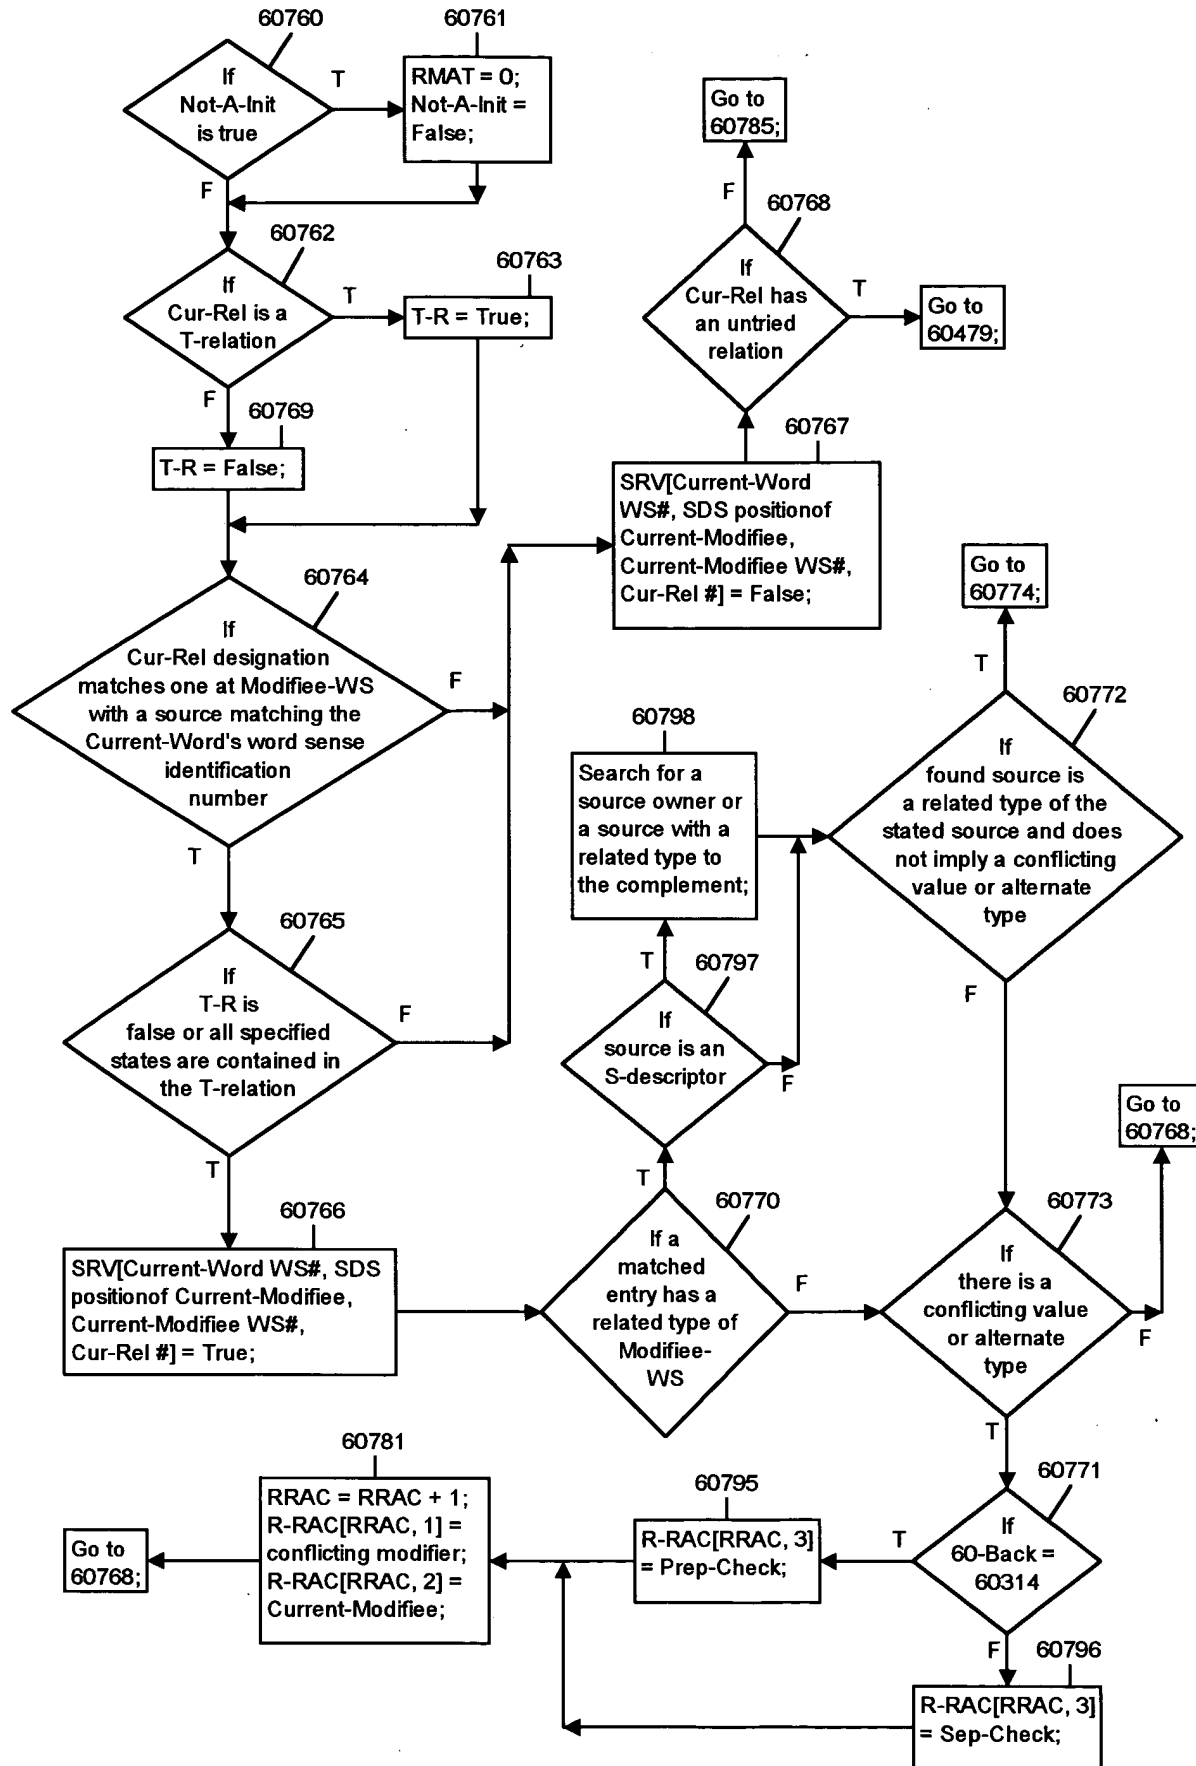 60760
If
Not-A-Init
is true
T
F
60761
RMAT = 0;
Not-A-Init =
False;
60762
If
Cur-Rel is a
T-relation
T
F
60763
T-R = True;
60769
T-R = False;
60764
If
Cur-Rel designation
matches one at Modifiee-WS
with a source matching the
Current-Word's word sense
identification
number
F
T
60765
If
T-R is
false or all specified
states are contained in
the T-relation
F
T
60766
SRV[Current-Word WS#, SDS
positionof Current-Modifiee,
Current-Modifiee WS#,
Cur-Rel #] = True;
Go to
60785;
F
60768
If
Cur-Rel has
an untried
relation
T
Go to
60479;
60767
SRV[Current-Word
WS#, SDS positionof
Current-Modifiee,
Current-Modifiee WS#,
Cur-Rel #] = False;
Go to
60774;
T
60772
If
found source is
a related type of the
stated source and does
not imply a conflicting
value or alternate
type
F
60798
Search for a
source owner or
a source with a
related type to
the complement;
T
60797
If
source is an
S-descriptor
F
T
60770
If a
matched
entry has a
related type of
Modifiee-
WS
F
Go to
60768;
60773
If
there is a
conflicting value
or alternate
type
F
T
60771
If
60-Back =
60314
T
F
60795
R-RAC[RRAC, 3]
= Prep-Check;
60796
R-RAC[RRAC, 3]
= Sep-Check;
60781
RRAC = RRAC + 1;
R-RAC[RRAC, 1] =
conflicting modifier;
R-RAC[RRAC, 2] =
Current-Modifiee;
Go to
60768;